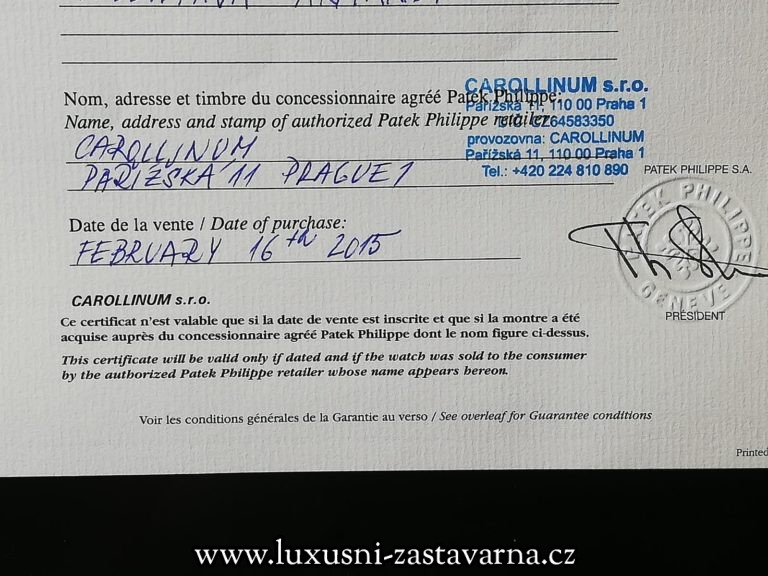 Nom, adresse et timbre du concessionnaire agréé Patek Philippe:
Name, address and stamp of authorized Patek Philippe retailer:
CAROLLINUM
PAŘÍŽSKÁ 11 PRAGUE 1
CAROLLINUM s.r.o.
Pařížská 11, 110 00 Praha 1
CZ64583350
provozovna: CAROLLINUM
Pařížská 11, 110 00 Praha 1
Tel.: +420 224 810 890
PATEK PHILIPPE S.A.
PATEK PHILIPPE
GENEVE
PRÉSIDENT
Date de la vente / Date of purchase:
FEBRUARY 16th 2015
CAROLLINUM s.r.o.
Ce certificat n'est valable que si la date de vente est inscrite et que si la montre a été
acquise auprès du concessionnaire agréé Patek Philippe dont le nom figure ci-dessus.
This certificate will be valid only if dated and if the watch was sold to the consumer
by the authorized Patek Philippe retailer whose name appears hereon.
Voir les conditions générales de la Garantie au verso / See overleaf for Guarantee conditions
Printed
www.luxusni-zastavarna.cz